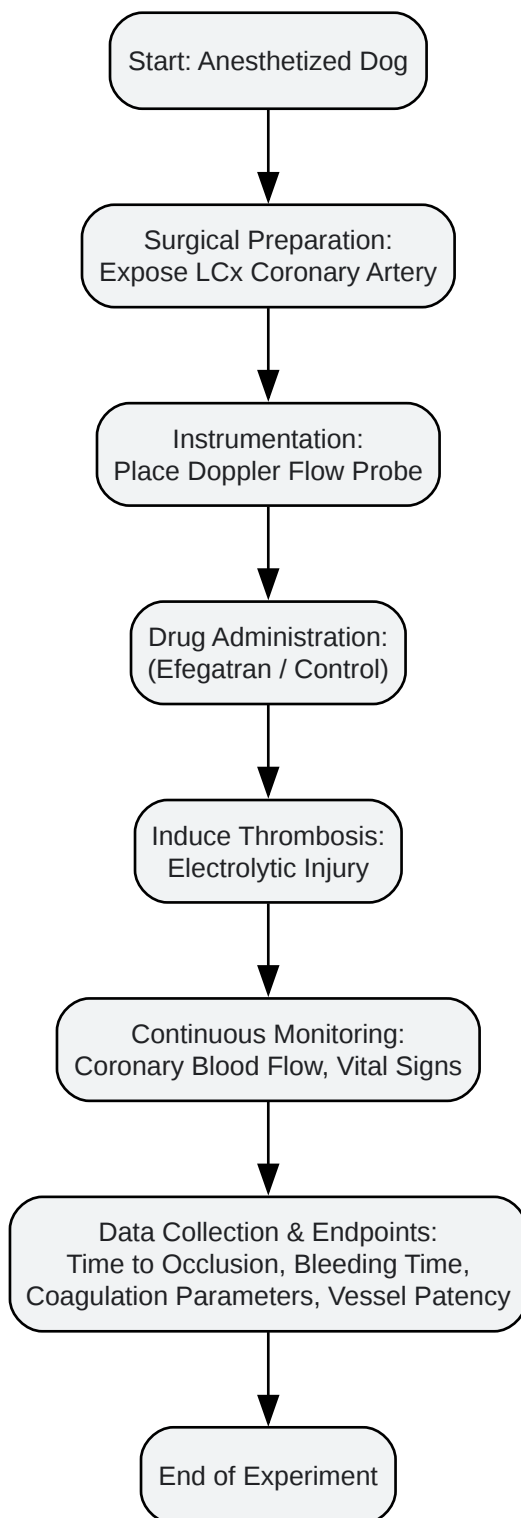 Start: Anesthetized Dog
Surgical Preparation:
Expose LCx Coronary Artery
Instrumentation:
Place Doppler Flow Probe
Drug Administration:
(Efegatran / Control)
Induce Thrombosis:
Electrolytic Injury
Continuous Monitoring:
Coronary Blood Flow, Vital Signs
Data Collection & Endpoints:
Time to Occlusion, Bleeding Time,
Coagulation Parameters, Vessel Patency
End of Experiment